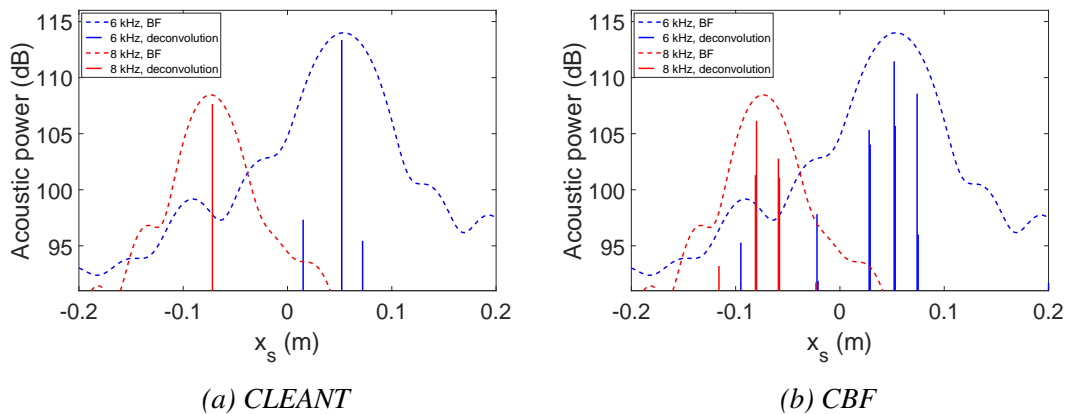 6 kHz, BF
6 kHz, deconvolution
8 kHz, BF
8 kHz, deconvolution
115
110
105
100
95
Acoustic power (dB)
-0.2 -0.1 0 0.1 0.2
x_s (m)
(a) CLEANT
6 kHz, BF
6 kHz, deconvolution
8 kHz, BF
8 kHz, deconvolution
115
110
105
100
95
Acoustic power (dB)
-0.2 -0.1 0 0.1 0.2
x_s (m)
(b) CBF